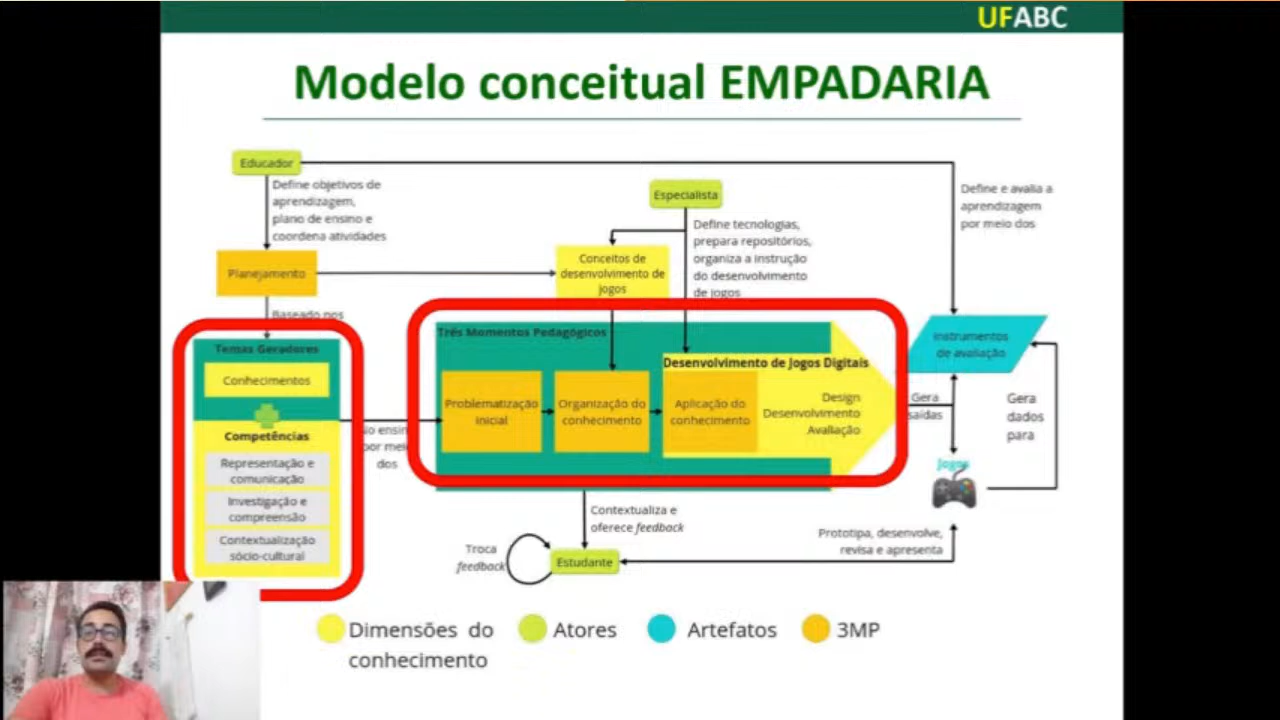 UFABC
Modelo conceitual EMPADARIA
Educador
Define objetivos de
aprendizagem,
plano de ensino e
coordena atividades
Especialista
Define e avalia a
aprendizagem
por meio dos
Define tecnologias,
prepara repositórios,
organiza a instrução
do desenvolvimento
de jogos
Conceitos de
desenvolvimento de
jogos
Planejamento
Baseado nos
Temas Geradores
Conhecimentos
Competências
Representação e
comunicação
Investigação e
compreensão
Contextualização
sócio-cultural
no ensino
por meio
dos
Três Momentos Pedagógicos
Problematização
inicial
Organização do
conhecimento
Desenvolvimento de Jogos Digitais
Aplicação do
conhecimento
Design
Desenvolvimento
Avaliação
Instrumentos
de avaliação
Gera
saídas
Gera
dados
para
Jogos
Contextualiza e
oferece feedback
Troca
feedback
Estudante
Prototipa, desenvolve,
revisa e apresenta
Dimensões do
conhecimento
Atores
Artefatos
3MP